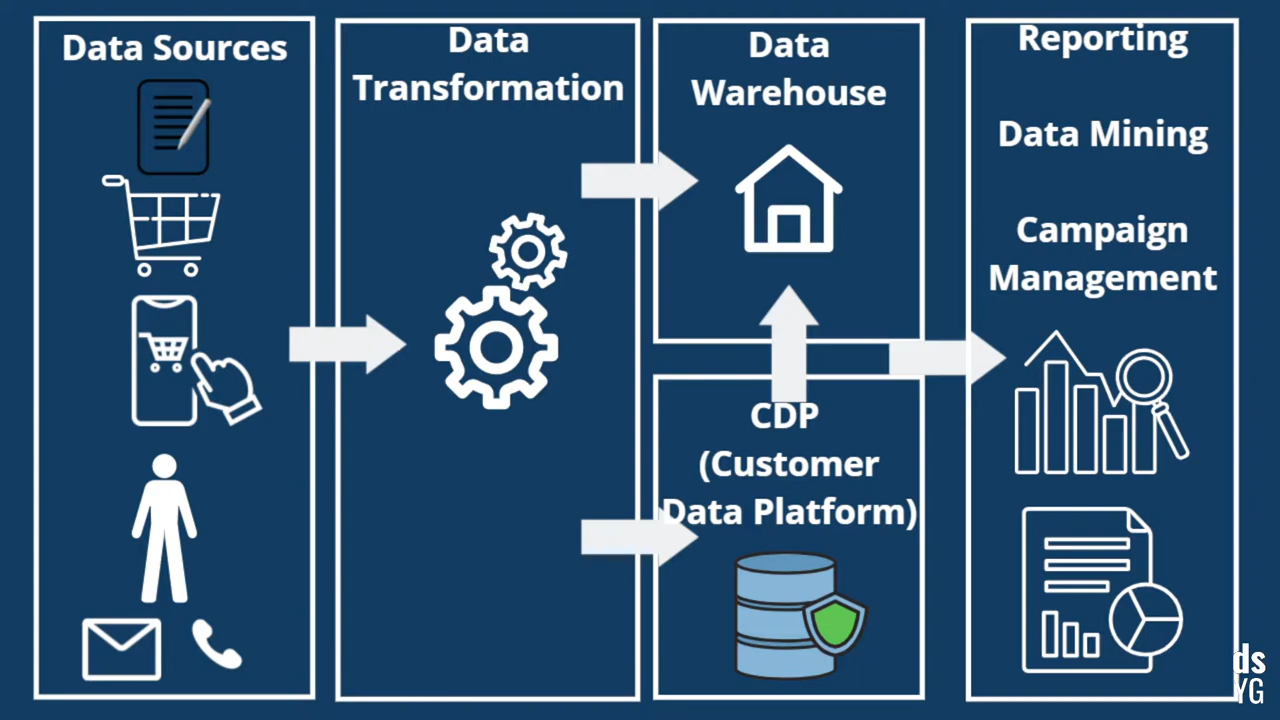 Data Sources
Data
Transformation
Data
Warehouse
CDP
(Customer
Data Platform)
Reporting
Data Mining
Campaign
Management
ds
YG